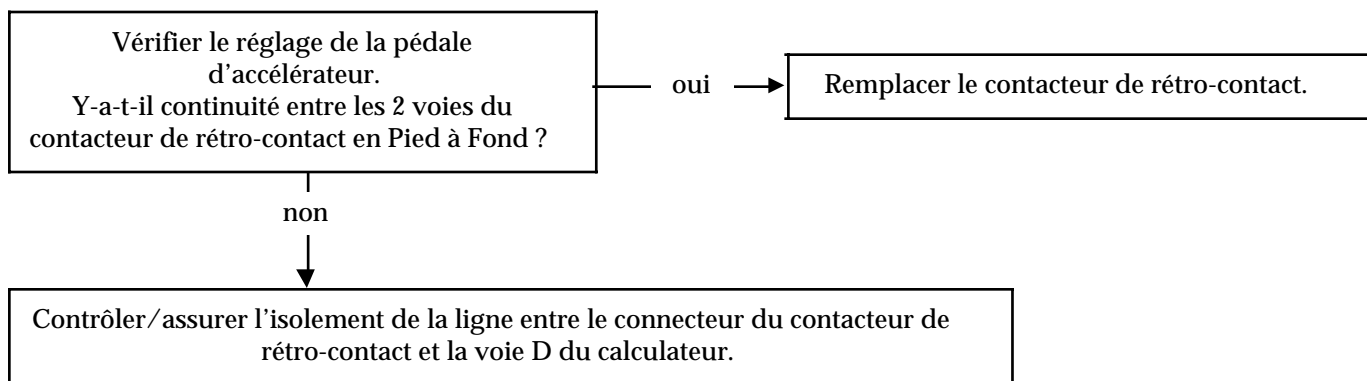 Vérifier le réglage de la pédale
d'accélérateur.
Y-a-t-il continuité entre les 2 voies du
contacteur de rétro-contact en Pied à Fond ?
oui
Remplacer le contacteur de rétro-contact.
non
Contrôler/assurer l'isolement de la ligne entre le connecteur du contacteur de
rétro-contact et la voie D du calculateur.